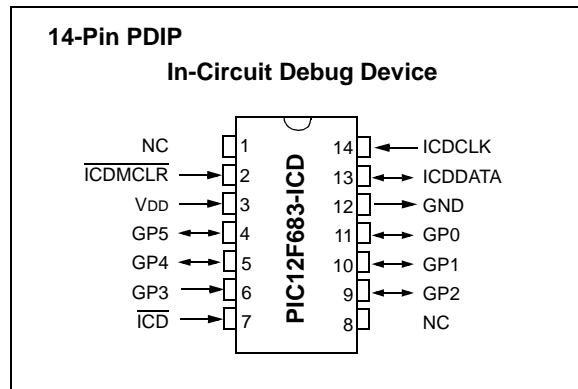 14-Pin PDIP
In-Circuit Debug Device
NC 1 14 ICDCLK
ICDMCLR 2 13 ICDDATA
VDD 3 12 GND
GP5 4 11 GP0
GP4 5 10 GP1
GP3 6 9 GP2
ICD 7 8 NC
PIC12F683-ICD